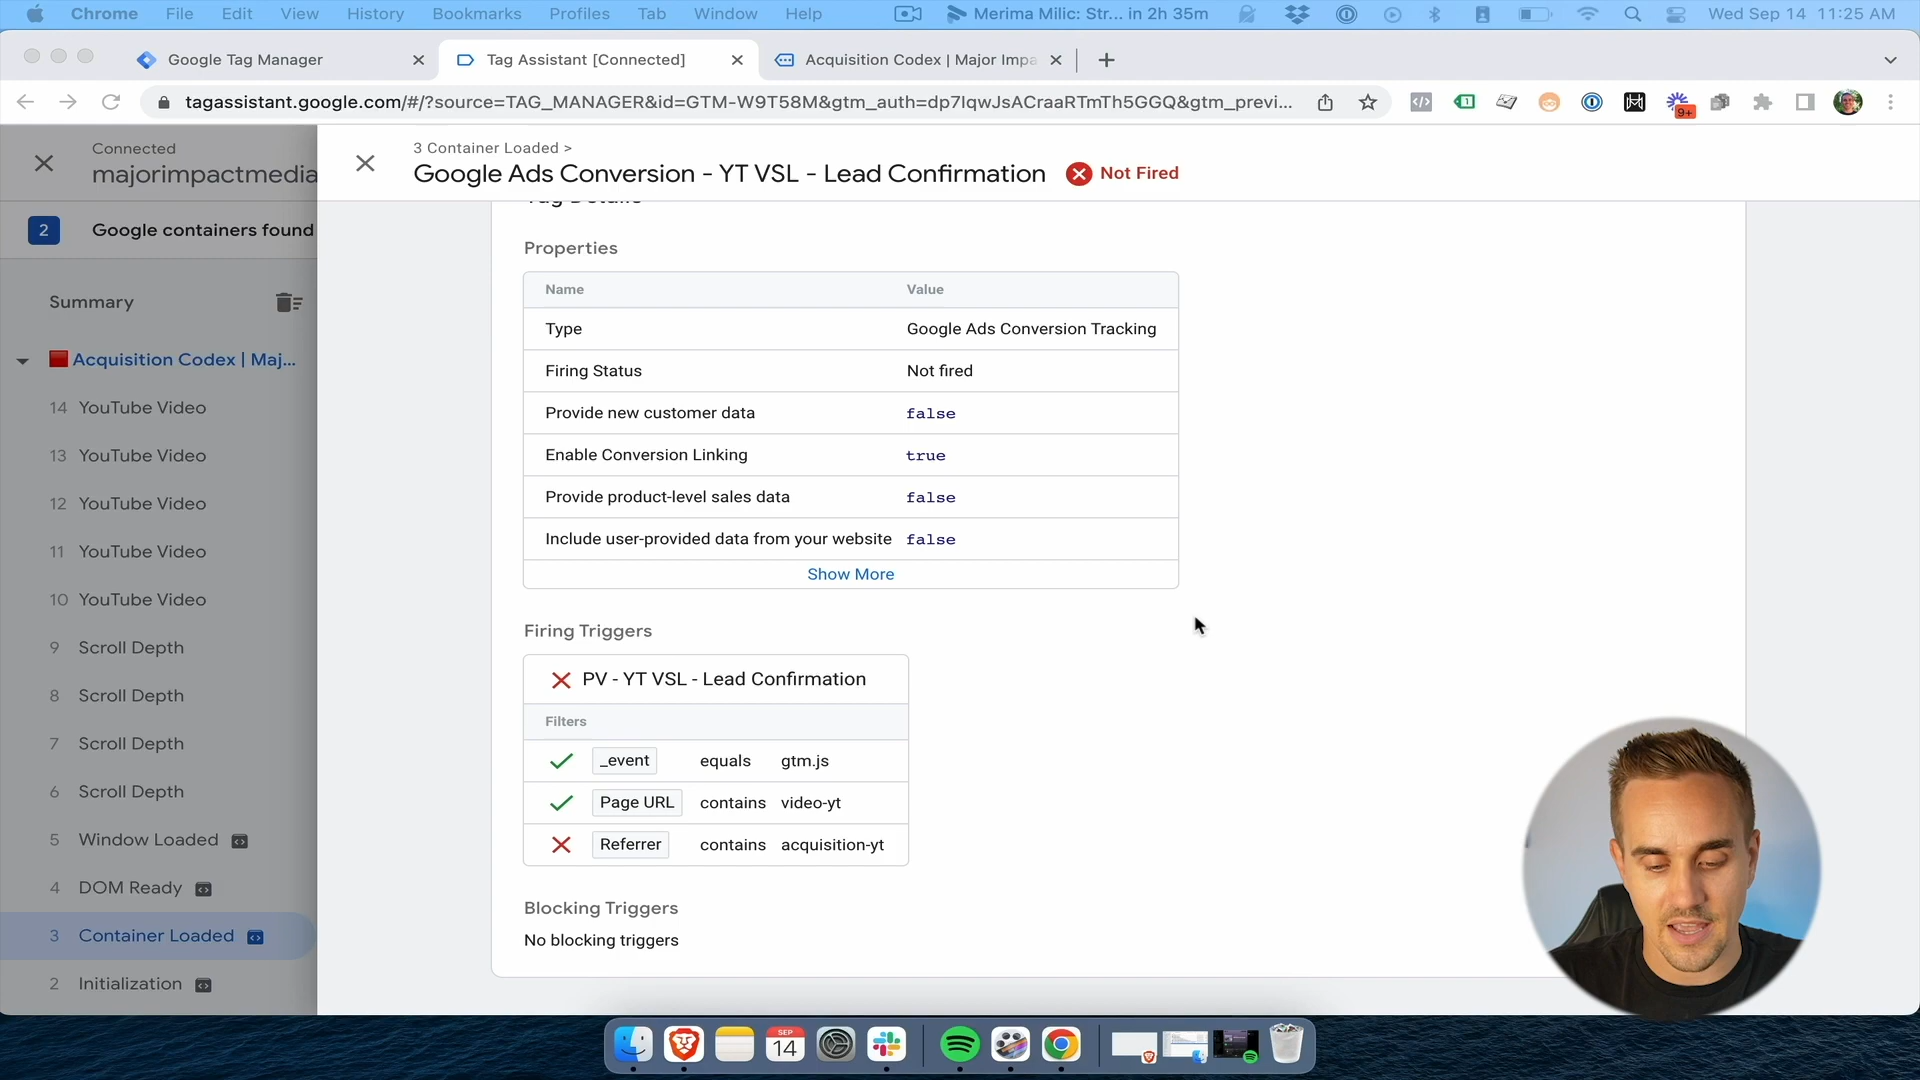 Chrome File Edit View History Bookmarks Profiles Tab Window Help Merima Milic: Str... in 2h 35m Wed Sep 14 11:25 AM
Google Tag Manager Tag Assistant [Connected] Acquisition Codex | Major Impa
tagassistant.google.com/#/?source=TAG_MANAGER&id=GTM-W9T58M&gtm_auth=dp7IqwJsACraaRTmTh5GGQ&gtm_previ... 1 9+
Connected
majorimpactmedia
2 Google containers found
Summary
Acquisition Codex | Maj...
14 YouTube Video
13 YouTube Video
12 YouTube Video
11 YouTube Video
10 YouTube Video
9 Scroll Depth
8 Scroll Depth
7 Scroll Depth
6 Scroll Depth
5 Window Loaded
4 DOM Ready
3 Container Loaded
2 Initialization
3 Container Loaded >
Google Ads Conversion - YT VSL - Lead Confirmation Not Fired
Tag Details
Properties
Name Value
Type Google Ads Conversion Tracking
Firing Status Not fired
Provide new customer data false
Enable Conversion Linking true
Provide product-level sales data false
Include user-provided data from your website false
Show More
Firing Triggers
PV - YT VSL - Lead Confirmation
Filters
_event equals gtm.js
Page URL contains video-yt
Referrer contains acquisition-yt
Blocking Triggers
No blocking triggers
SEP
14